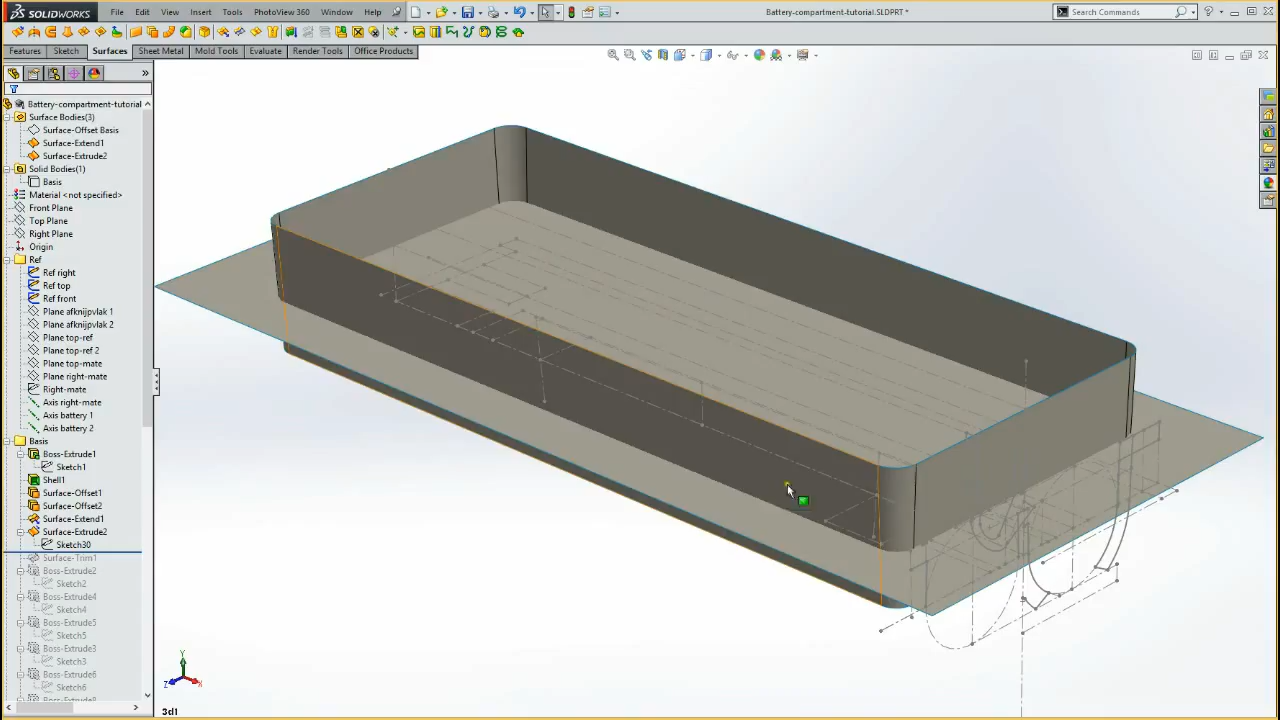 SOLIDWORKS File Edit View Insert Tools PhotoView 360 Window Help Battery-compartment-tutorial.SLDPRT * Search Commands ?
Features Sketch Surfaces Sheet Metal Mold Tools Evaluate Render Tools Office Products
Battery-compartment-tutorial
Surface Bodies(3)
Surface-Offset Basis
Surface-Extend1
Surface-Extrude2
Solid Bodies(1)
Basis
Material <not specified>
Front Plane
Top Plane
Right Plane
Origin
Ref
Ref right
Ref top
Ref front
Plane afknijpvlak 1
Plane afknijpvlak 2
Plane top-ref
Plane top-ref 2
Plane top-mate
Plane right-mate
Right-mate
Axis right-mate
Axis battery 1
Axis battery 2
Basis
Boss-Extrude1
Sketch1
Shell1
Surface-Offset1
Surface-Offset2
Surface-Extend1
Surface-Extrude2
Sketch30
Surface-Trim1
Boss-Extrude2
Sketch2
Boss-Extrude4
Sketch4
Boss-Extrude5
Sketch5
Boss-Extrude3
Sketch3
Boss-Extrude6
Sketch6
Y
Z X
3d1